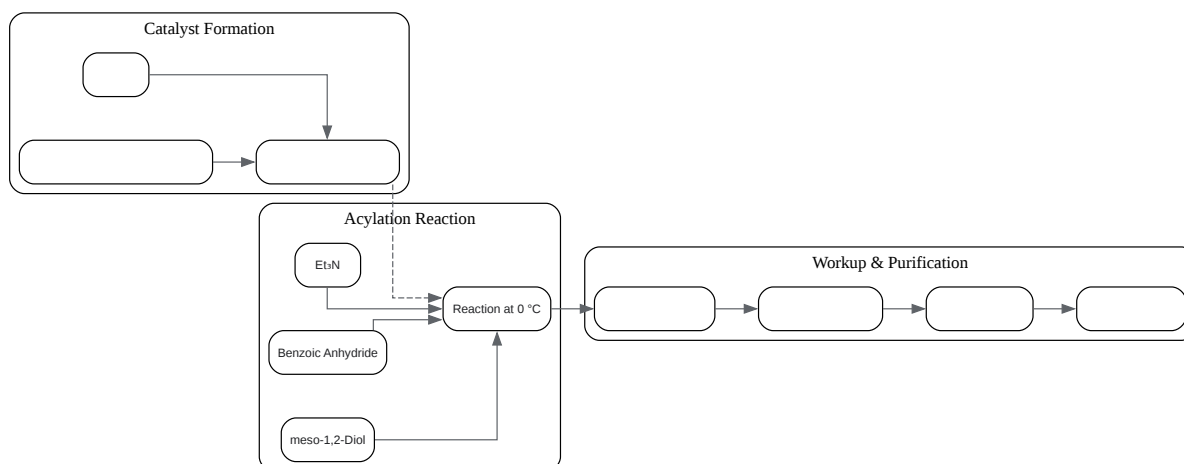 Catalyst Formation
Acylation Reaction
Et₃N
Workup & Purification
Reaction at 0 °C
Benzoic Anhydride
meso-1,2-Diol